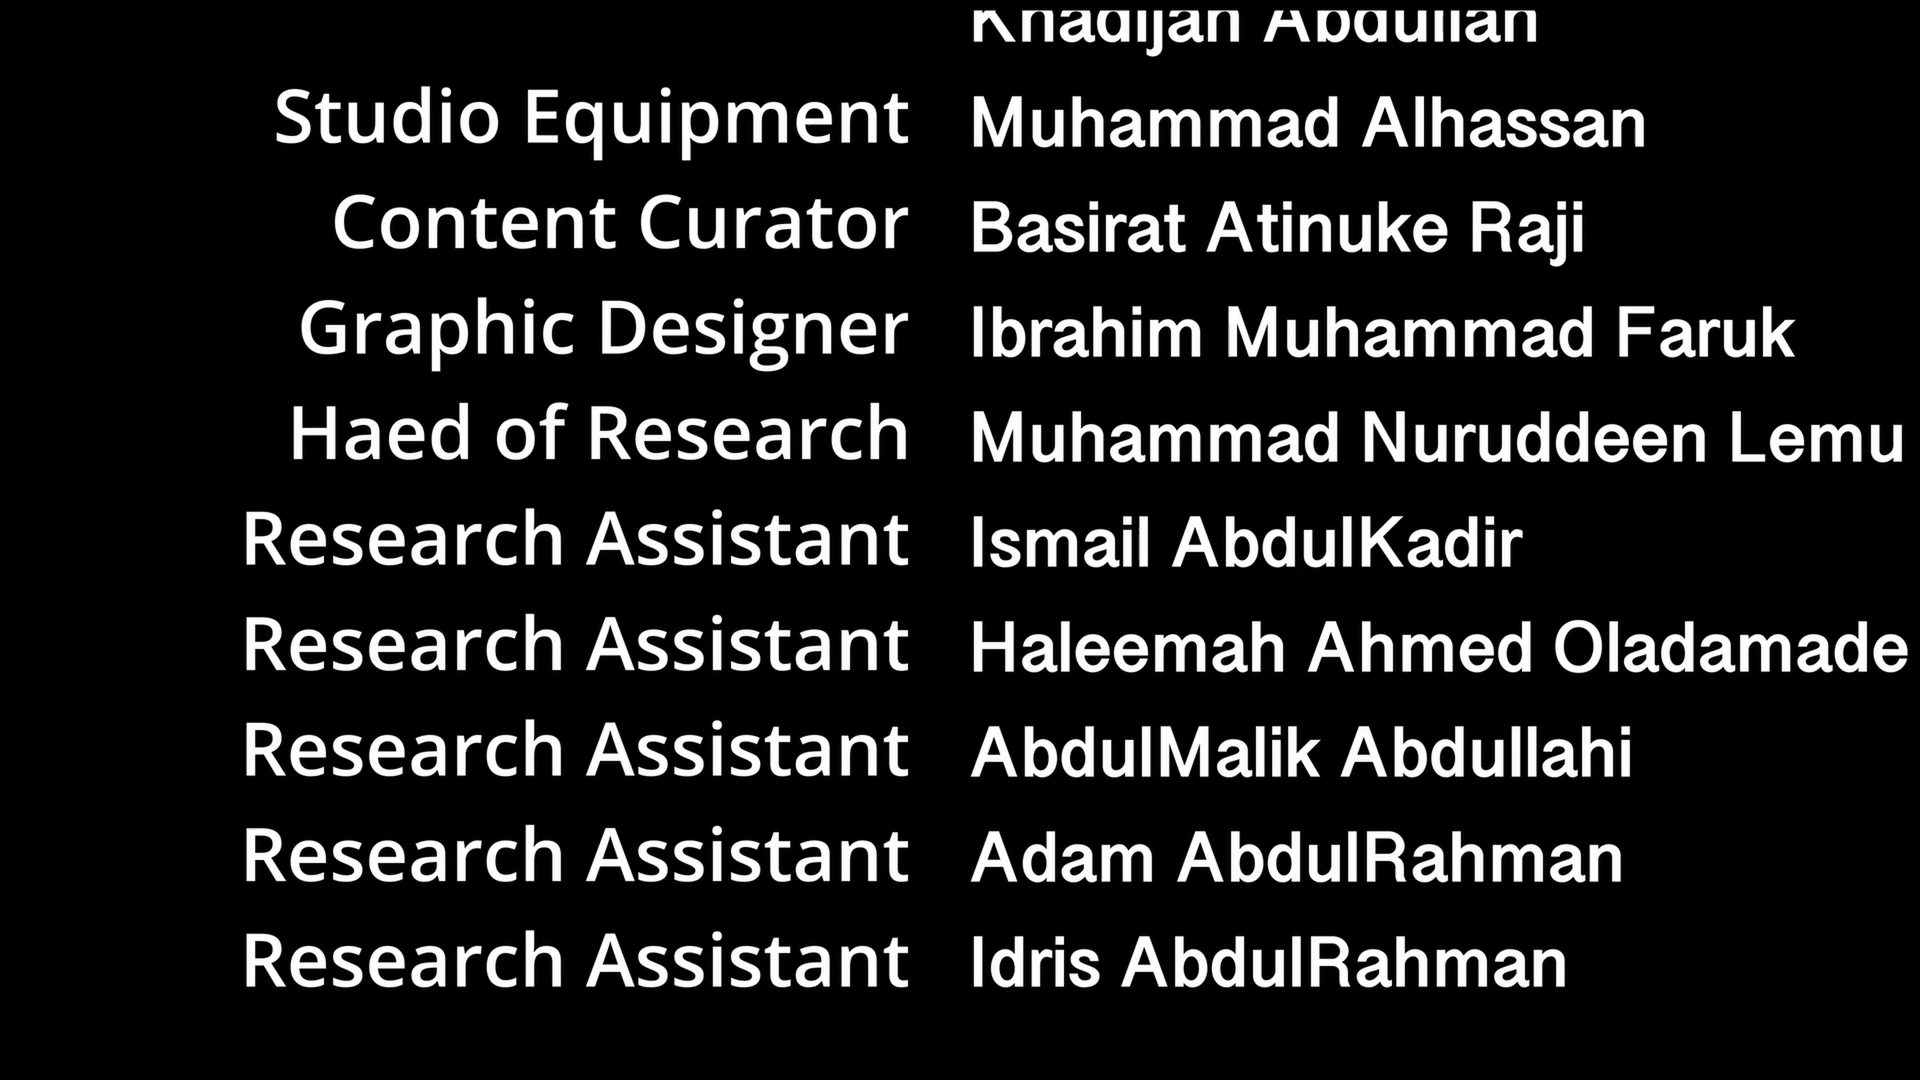 Khadijah Abdullah
Studio Equipment Muhammad Alhassan
Content Curator Basirat Atinuke Raji
Graphic Designer Ibrahim Muhammad Faruk
Haed of Research Muhammad Nuruddeen Lemu
Research Assistant Ismail AbdulKadir
Research Assistant Haleemah Ahmed Oladamade
Research Assistant AbdulMalik Abdullahi
Research Assistant Adam AbdulRahman
Research Assistant Idris AbdulRahman